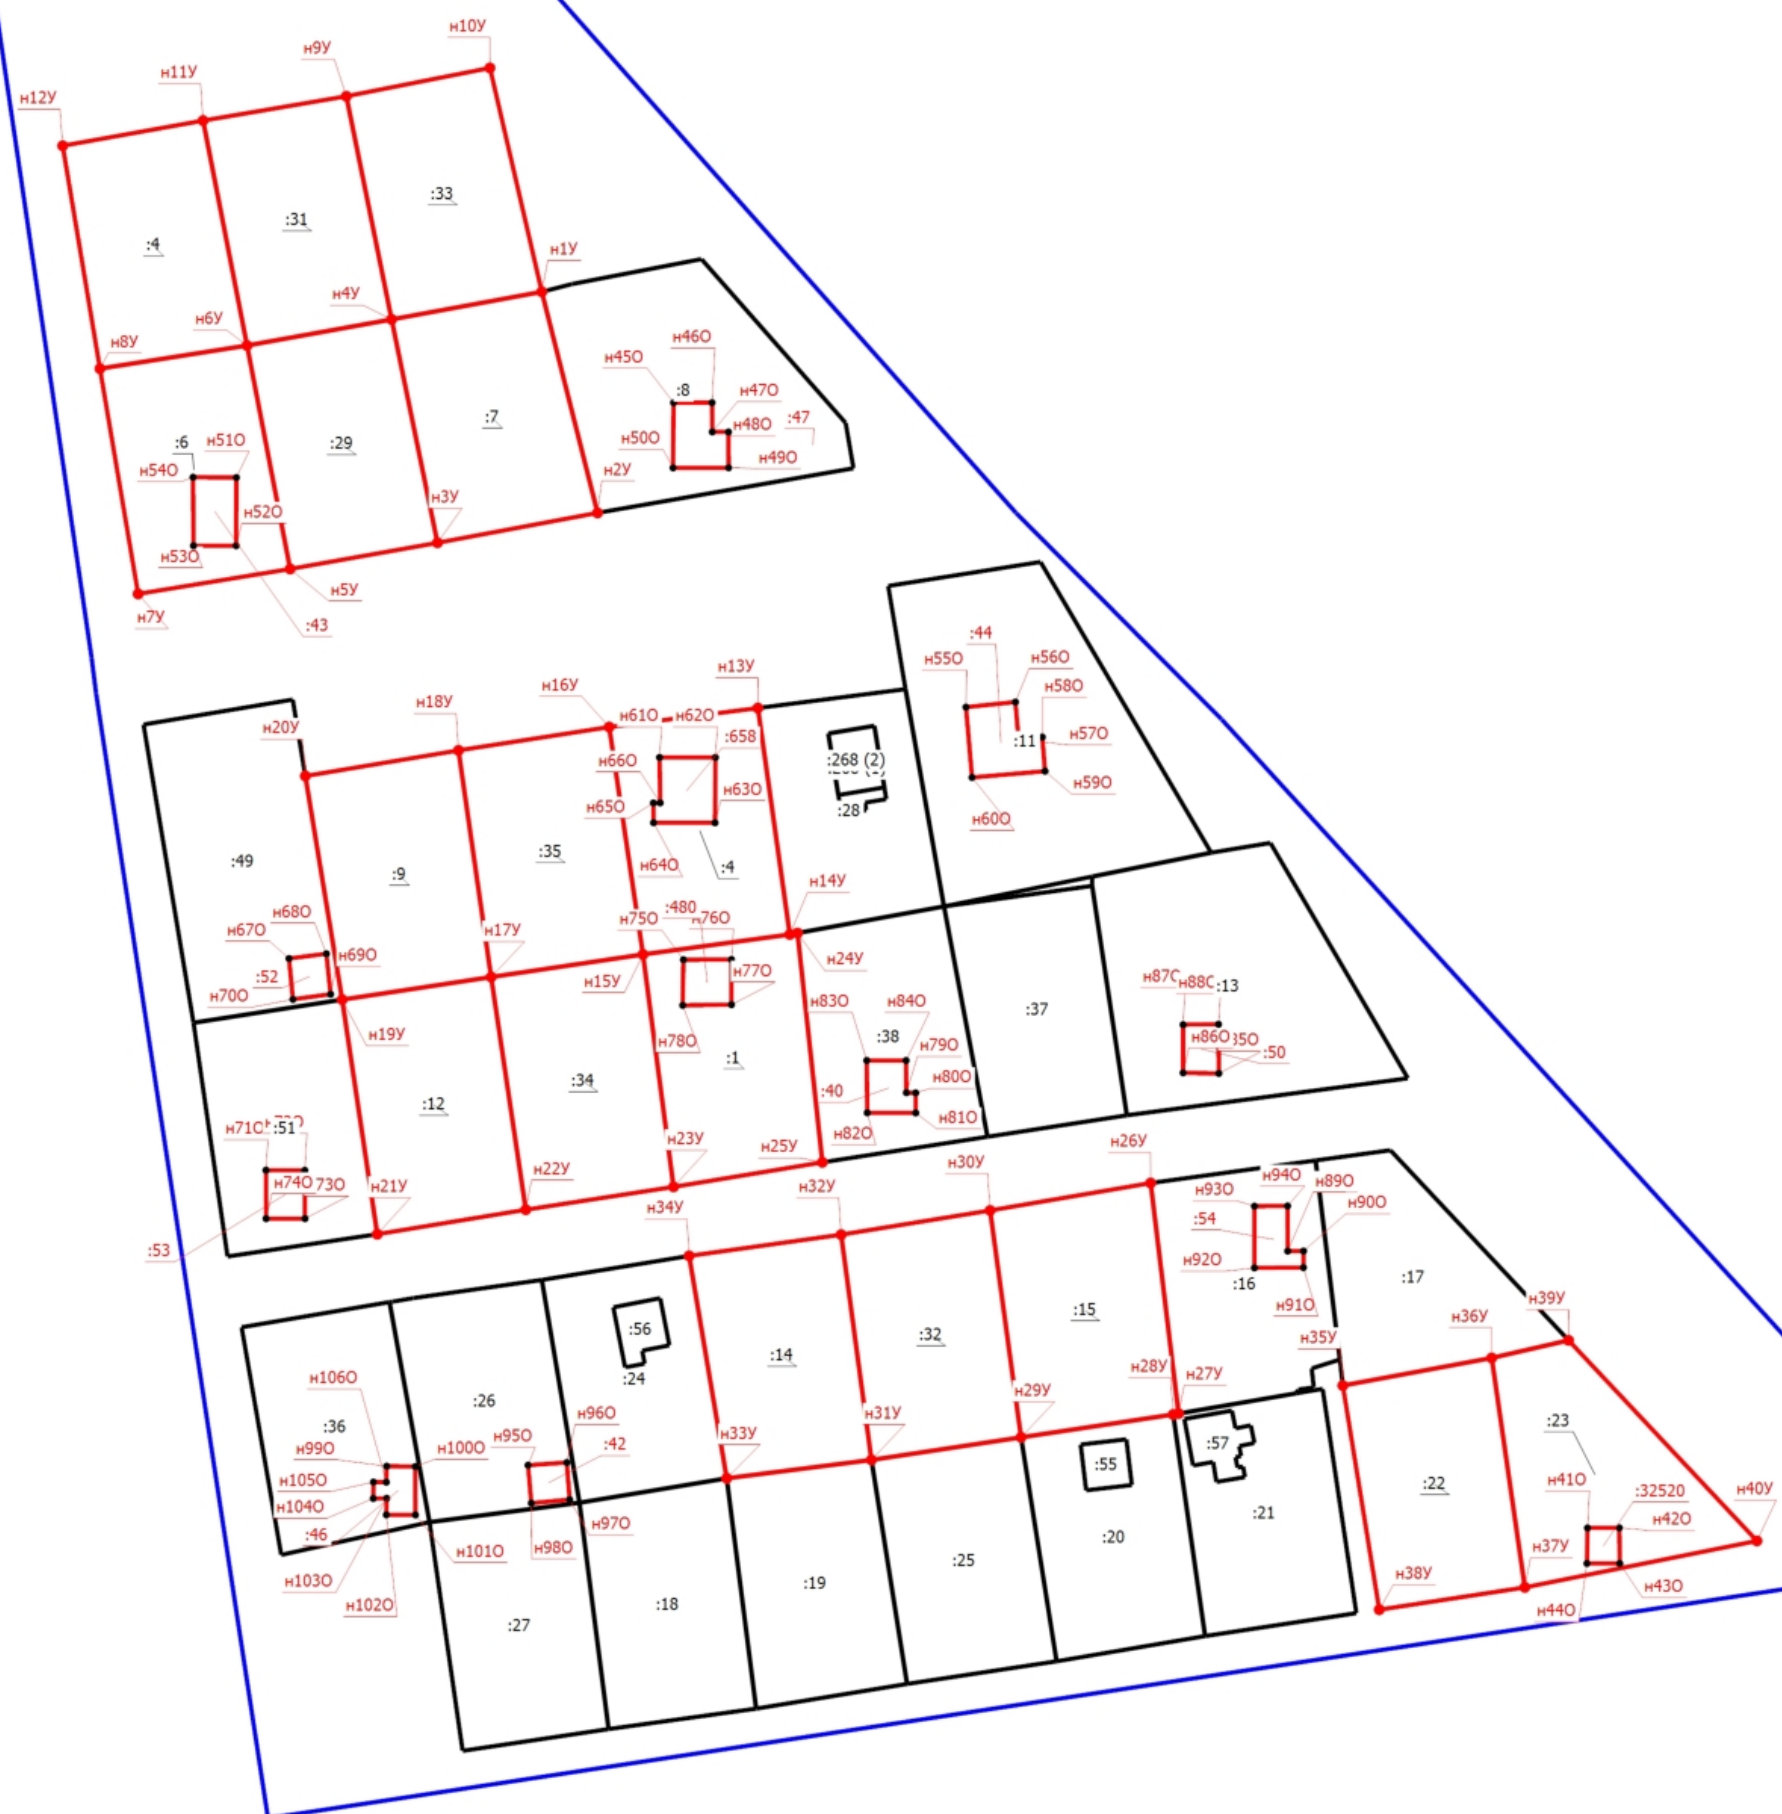 н10У
н9У
н11У
н12У
:33
:31
:4
н1У
н4У
н6У
н8У
н46О
н45О
:8
н47О
:47
н48О
н50О
н49О
:7
:29
:6
н51О
н54О
н2У
н3У
н52О
н53О
н5У
н7У
:43
:44
н55О
н56О
н58О
н57О
:11
н59О
н60О
н13У
н16У
н18У
н20У
н61О
н62О
:658
н66О
н63О
н65О
н64О
:4
:268 (2)
:28
:49
:9
:35
н14У
:480
н75О
н76О
н68О
н67О
н17У
н69О
н24У
:52
н70О
н15У
н77О
н19У
н78О
н83О
н84О
:38
н79О
:40
н80О
н81О
н82О
:37
н88О
:13
н86О
:50
:1
:34
:12
н71О
:51
н74О
н21У
:53
н22У
н23У
н25У
н26У
н30У
н32У
н34У
н94О
н89О
н93О
н90О
:54
н92О
:16
н91О
:17
н39У
н36У
н35У
:15
:32
:14
:56
:24
н28У
н27У
н29У
н31У
н33У
н106О
:26
:36
н96О
н95О
:42
н99О
н100О
н105О
н104О
:46
н97О
н98О
н101О
н103О
н102О
:55
:57
:21
:20
:25
:19
:18
:27
:22
:23
н41О
:32520
н42О
н40У
н37У
н38У
н43О
н44О